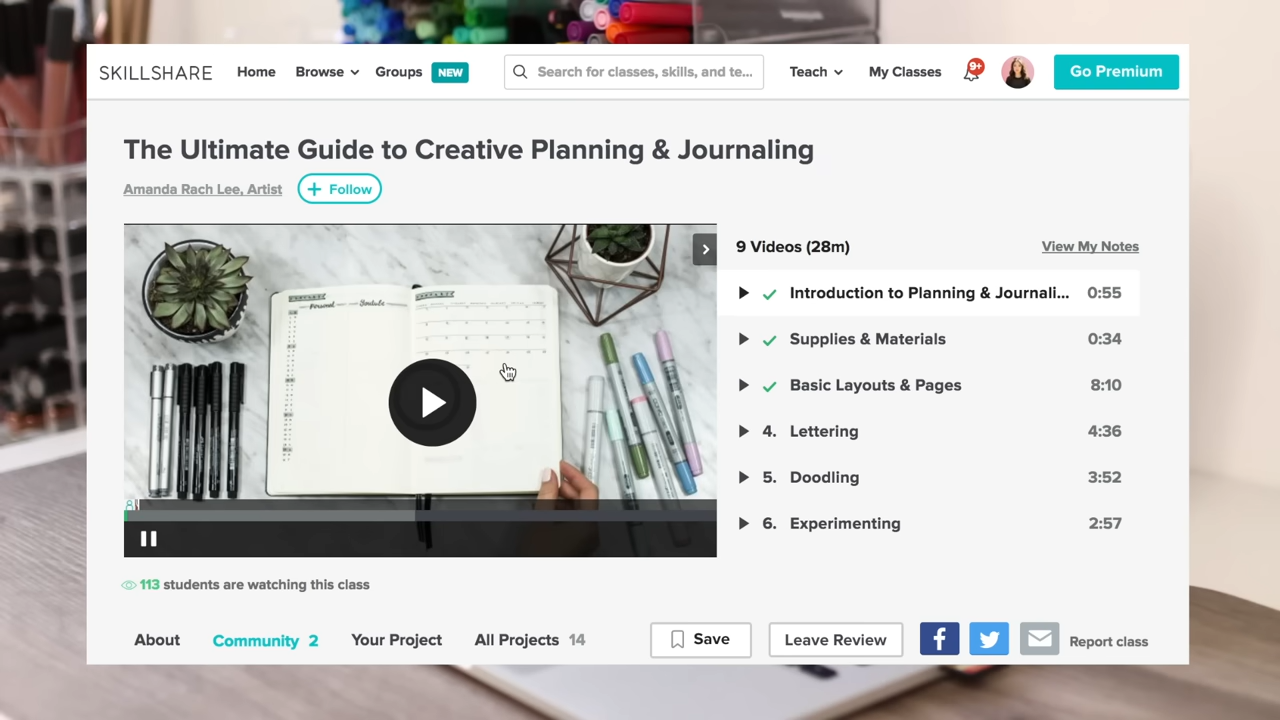 SKILLSHARE Home Browse Groups NEW Search for classes, skills, and te... Teach My Classes 9+ Go Premium
The Ultimate Guide to Creative Planning & Journaling
Amanda Rach Lee, Artist + Follow
9 Videos (28m) View My Notes
Introduction to Planning & Journali... 0:55
Supplies & Materials 0:34
Basic Layouts & Pages 8:10
4. Lettering 4:36
5. Doodling 3:52
6. Experimenting 2:57
Personal Youtube
113 students are watching this class
About Community 2 Your Project All Projects 14 Save Leave Review Report class